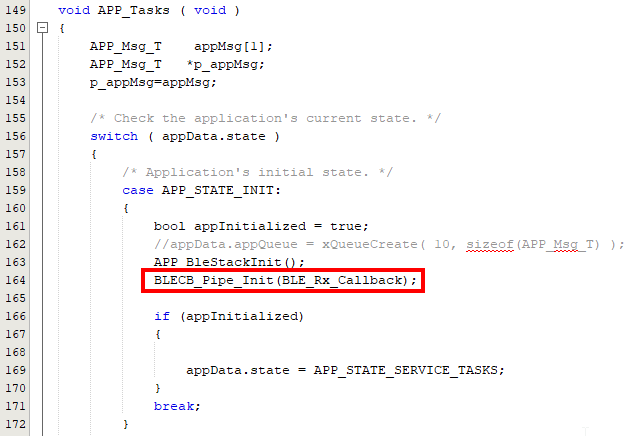 149 void APP_Tasks ( void )
150 {
151 APP_Msg_T    appMsg[1];
152 APP_Msg_T   *p_appMsg;
153 p_appMsg=appMsg;
154
155 /* Check the application's current state. */
156 switch ( appData.state )
157 {
158 /* Application's initial state. */
159 case APP_STATE_INIT:
160 {
161 bool appInitialized = true;
162 //appData.appQueue = xQueueCreate( 10, sizeof(APP_Msg_T) );
163 APP_BleStackInit();
164 BLECB_Pipe_Init(BLE_Rx_Callback);
165
166 if (appInitialized)
167 {
168
169 appData.state = APP_STATE_SERVICE_TASKS;
170 }
171 break;
172 }